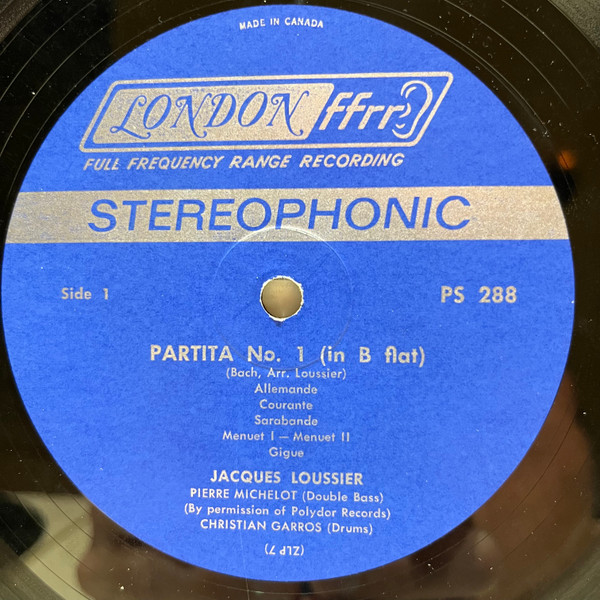 MADE IN CANADA
LONDON ffrr
FULL FREQUENCY RANGE RECORDING
STEREOPHONIC
Side 1
PS 288
PARTITA No. 1 (in B flat)
(Bach, Arr. Loussier)
Allemande
Courante
Sarabande
Menuet I — Menuet II
Gigue
JACQUES LOUSSIER
PIERRE MICHELOT (Double Bass)
(By permission of Polydor Records)
CHRISTIAN GARROS (Drums)
(ZLP 7)